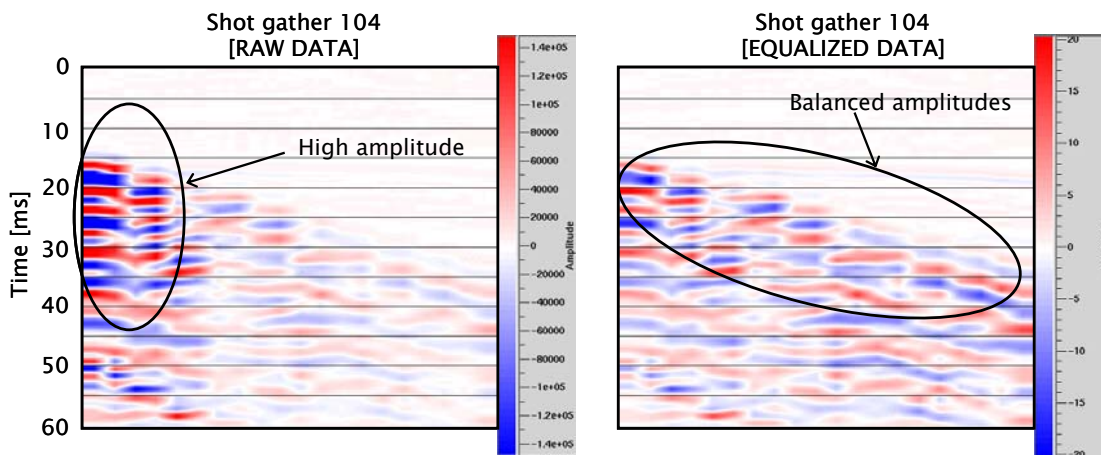 Shot gather 104
[RAW DATA]
0
10
20
30
40
50
60
Time [ms]
High amplitude
1.4e+05
1.2e+05
1e+05
80000
60000
40000
20000
0
-20000
-40000
-60000
-80000
-1e+05
-1.2e+05
-1.4e+05
Amplitude
Shot gather 104
[EQUALIZED DATA]
Balanced amplitudes
20
15
10
5
0
-5
-10
-15
-20